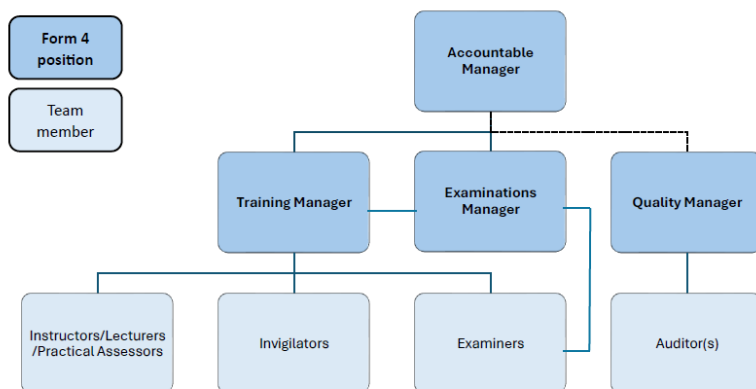 Form 4
position
Team
member
Accountable
Manager
Training Manager
Examinations
Manager
Quality Manager
Instructors/Lecturers
/Practical Assessors
Invigilators
Examiners
Auditor(s)